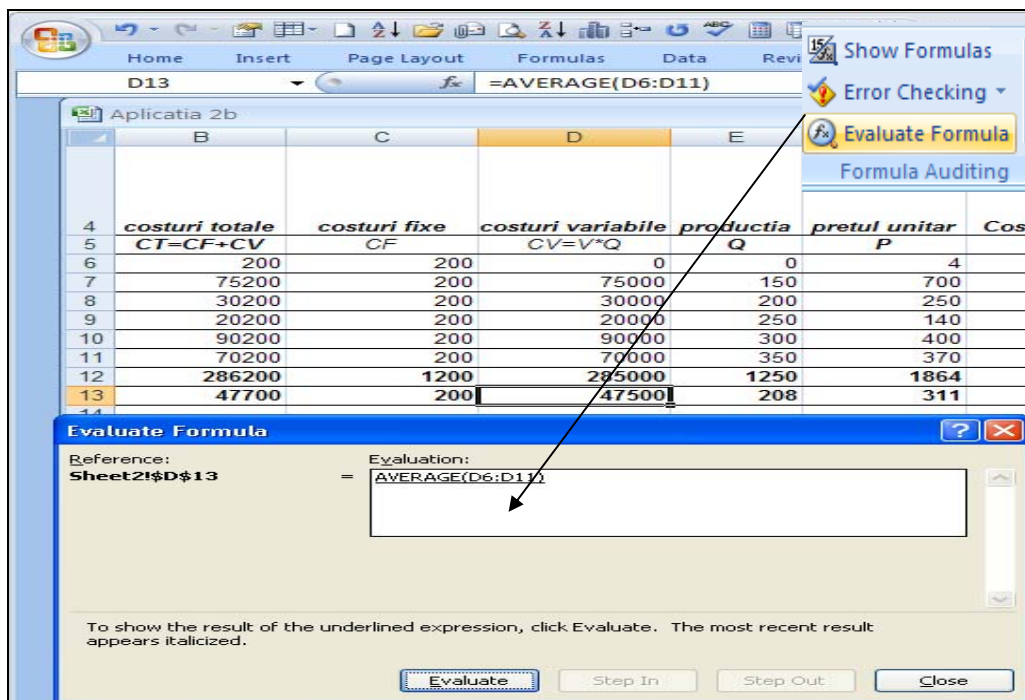 Home Insert Page Layout Formulas Data Revi
Show Formulas
Error Checking
Evaluate Formula
Formula Auditing
D13 fx =AVERAGE(D6:D11)
Aplicatia 2b
B C D E
4 costuri totale costuri fixe costuri variabile productia pretul unitar Cos
5 CT=CF+CV CF CV=V*Q Q P
6 200 200 0 0 4
7 75200 200 75000 150 700
8 30200 200 30000 200 250
9 20200 200 20000 250 140
10 90200 200 90000 300 400
11 70200 200 70000 350 370
12 286200 1200 285000 1250 1864
13 47700 200 47500 208 311
14
Evaluate Formula
Reference: Evaluation:
Sheet2!$D$13 = AVERAGE(D6:D11)
To show the result of the underlined expression, click Evaluate. The most recent result
appears italicized.
Evaluate Step In Step Out Close